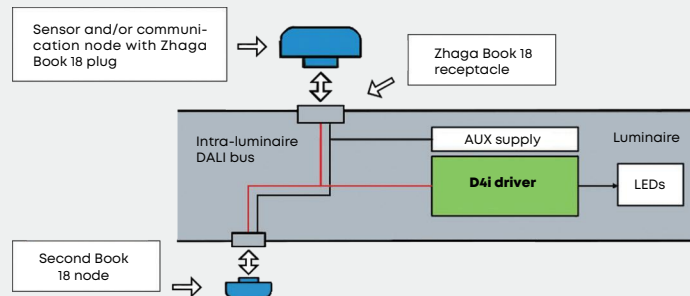 Sensor and/or communi-
cation node with Zhaga
Book 18 plug
Zhaga Book 18
receptacle
Intra-luminaire
DALI bus
AUX supply
Luminaire
D4i driver
LEDs
Second Book
18 node